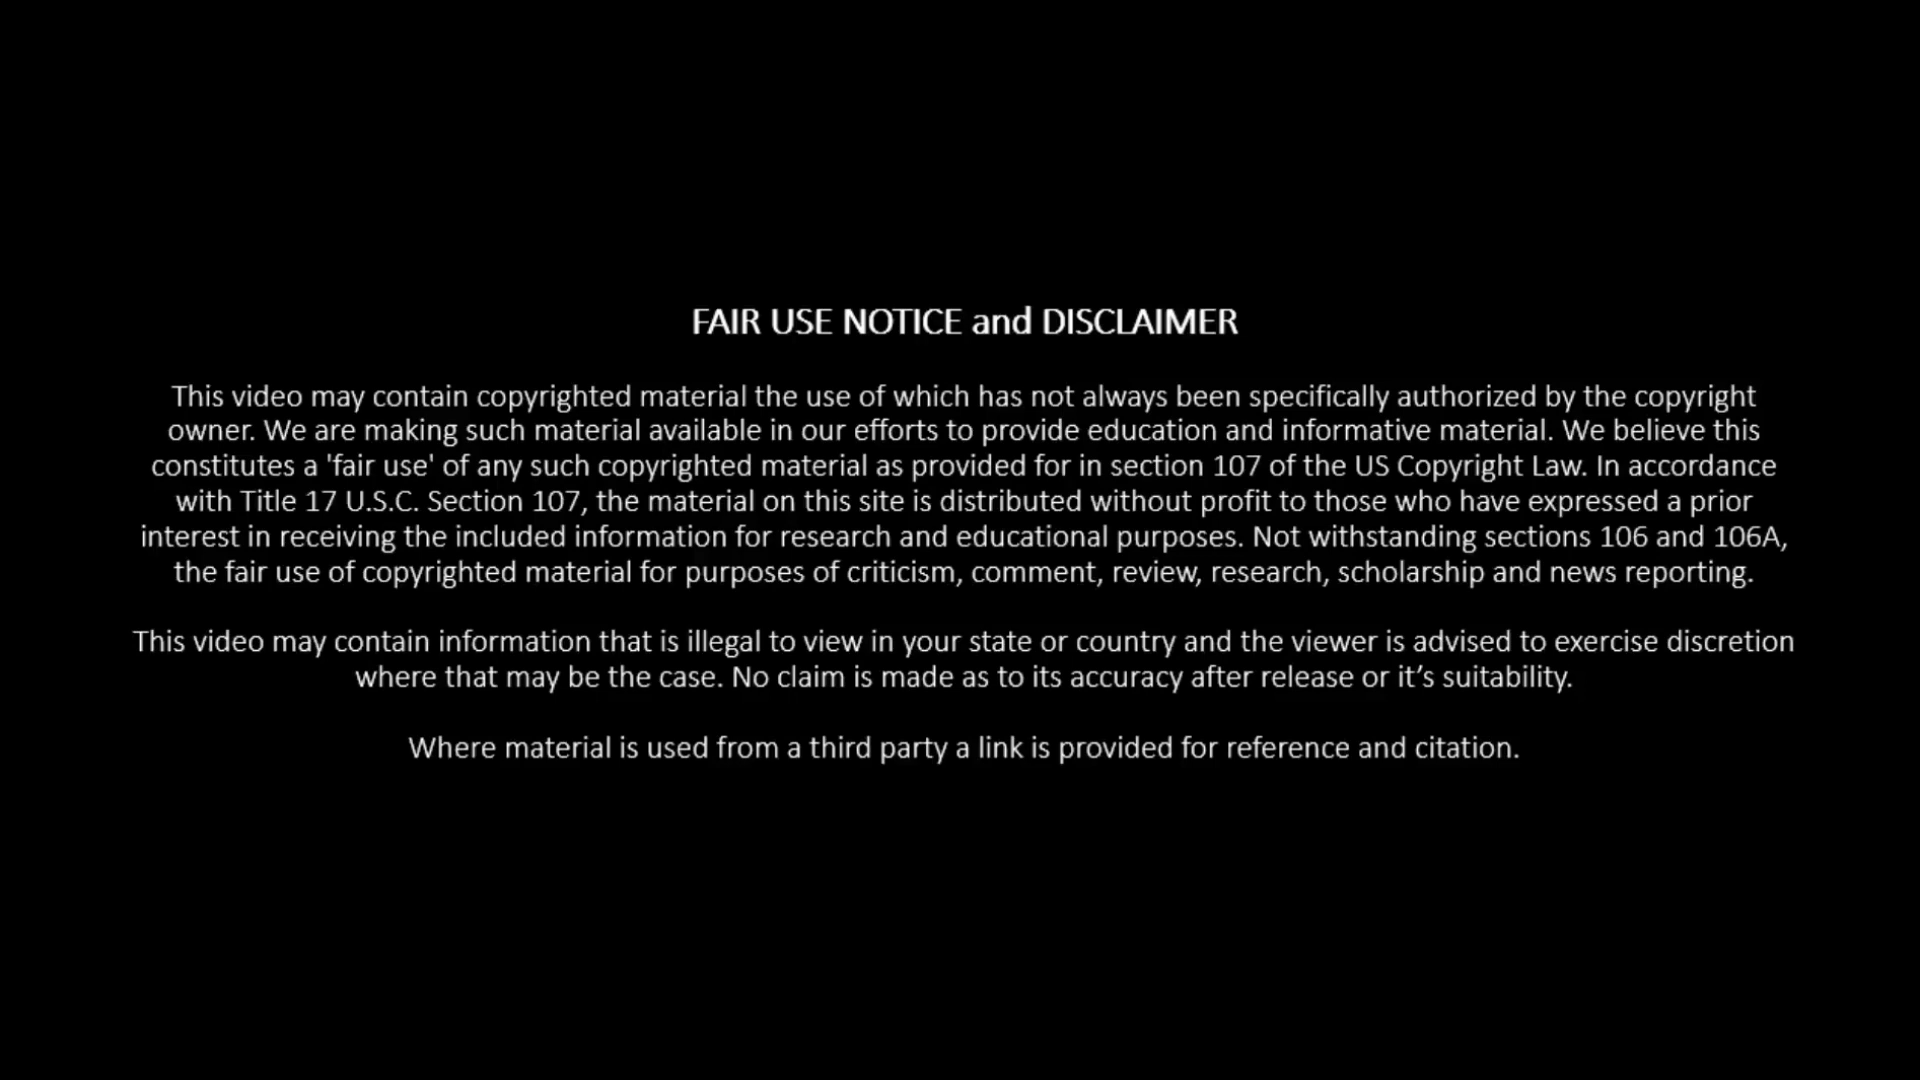 FAIR USE NOTICE and DISCLAIMER
This video may contain copyrighted material the use of which has not always been specifically authorized by the copyright
owner. We are making such material available in our efforts to provide education and informative material. We believe this
constitutes a 'fair use' of any such copyrighted material as provided for in section 107 of the US Copyright Law. In accordance
with Title 17 U.S.C. Section 107, the material on this site is distributed without profit to those who have expressed a prior
interest in receiving the included information for research and educational purposes. Not withstanding sections 106 and 106A,
the fair use of copyrighted material for purposes of criticism, comment, review, research, scholarship and news reporting.
This video may contain information that is illegal to view in your state or country and the viewer is advised to exercise discretion
where that may be the case. No claim is made as to its accuracy after release or it’s suitability.
Where material is used from a third party a link is provided for reference and citation.